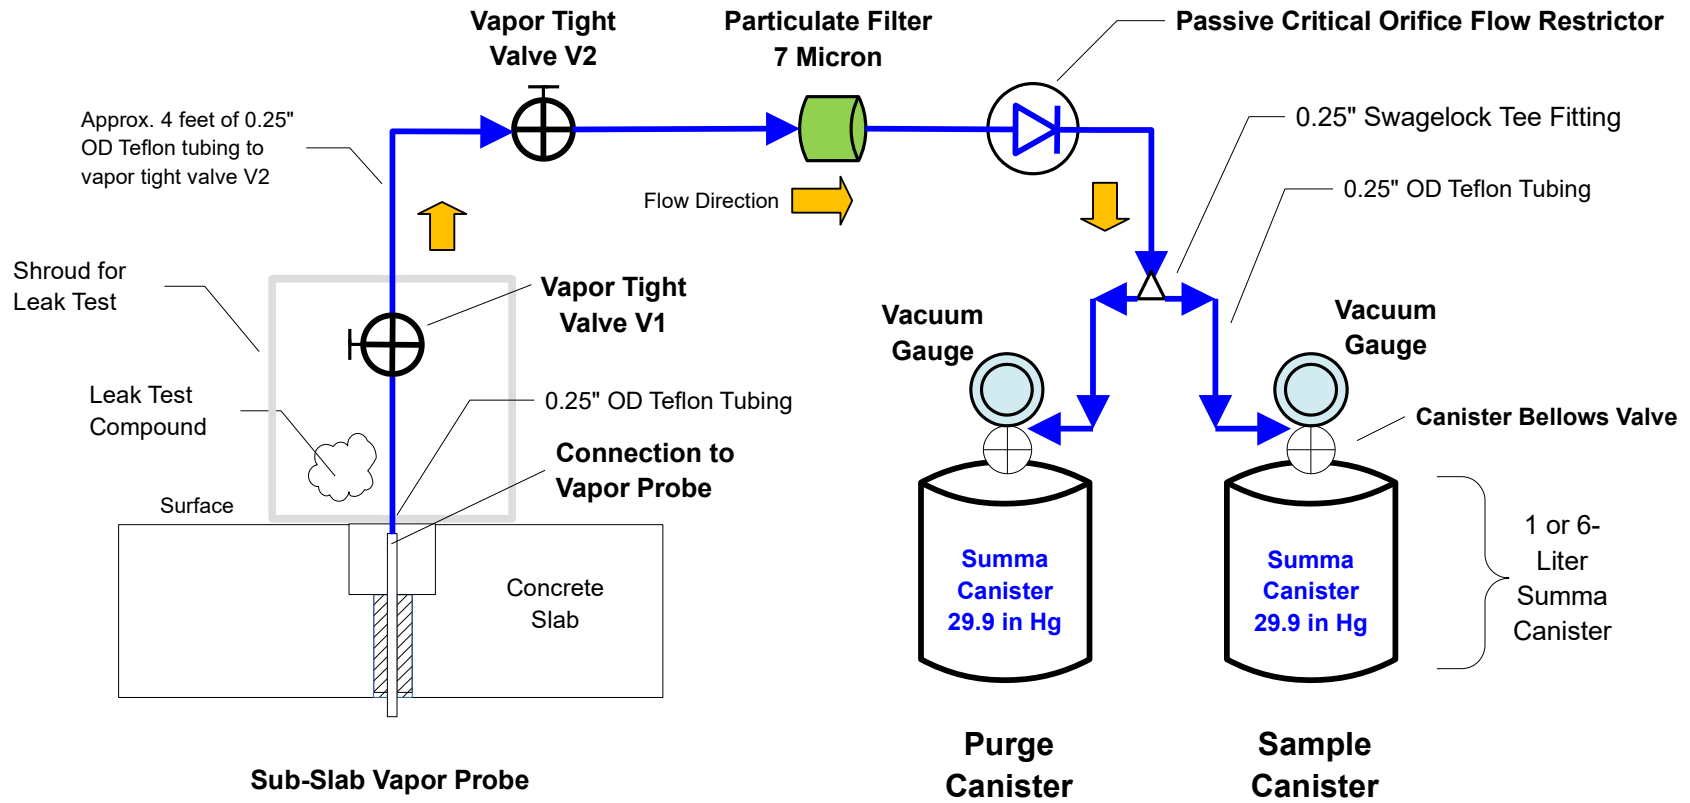 Vapor Tight
Valve V2
Particulate Filter
7 Micron
Passive Critical Orifice Flow Restrictor
Approx. 4 feet of 0.25"
OD Teflon tubing to
vapor tight valve V2
0.25" Swagelock Tee Fitting
Flow Direction
0.25" OD Teflon Tubing
Shroud for
Leak Test
Vapor Tight
Valve V1
Vacuum
Gauge
Vacuum
Gauge
Leak Test
Compound
0.25" OD Teflon Tubing
Canister Bellows Valve
Connection to
Vapor Probe
Surface
Concrete
Slab
Summa
Canister
29.9 in Hg
Summa
Canister
29.9 in Hg
1 or 6-
Liter
Summa
Canister
Sub-Slab Vapor Probe
Purge
Canister
Sample
Canister